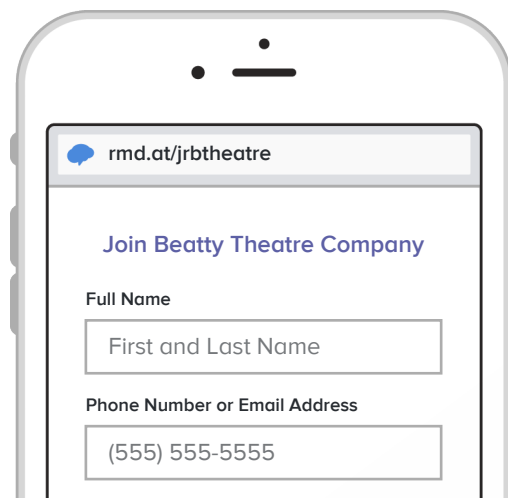 rmd.at/jrbtheatre
Join Beatty Theatre Company
Full Name
First and Last Name
Phone Number or Email Address
(555) 555-5555